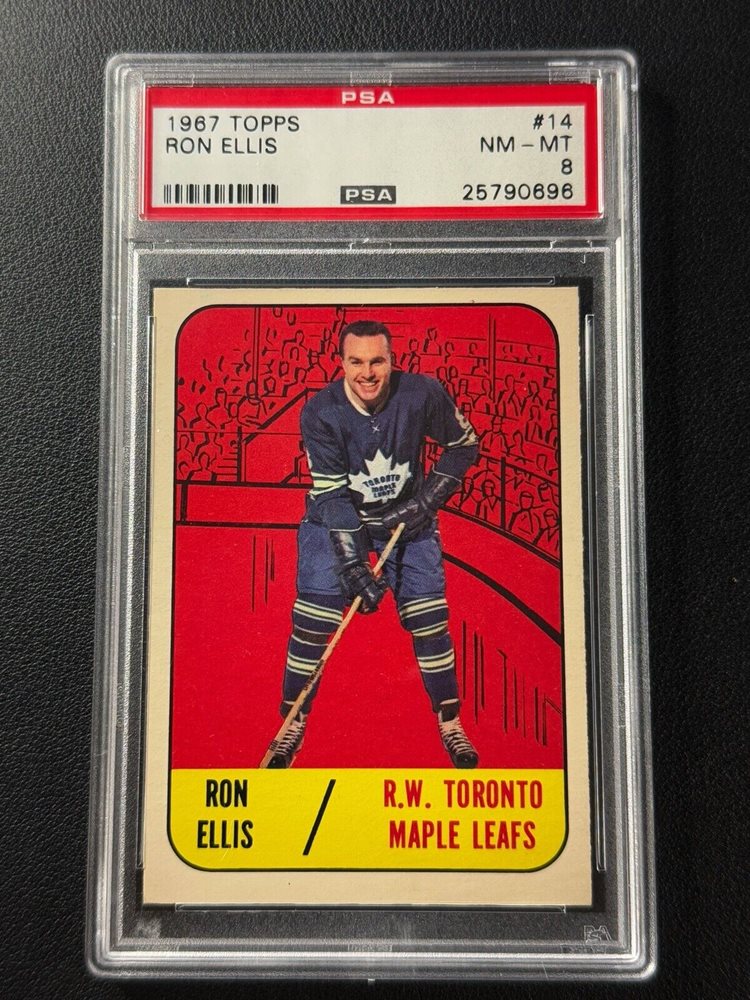 PSA
1967 TOPPS #14
RON ELLIS NM - MT
8
PSA 25790696
TORONTO
MAPLE
LEAFS
RON / R.W. TORONTO
ELLIS MAPLE LEAFS